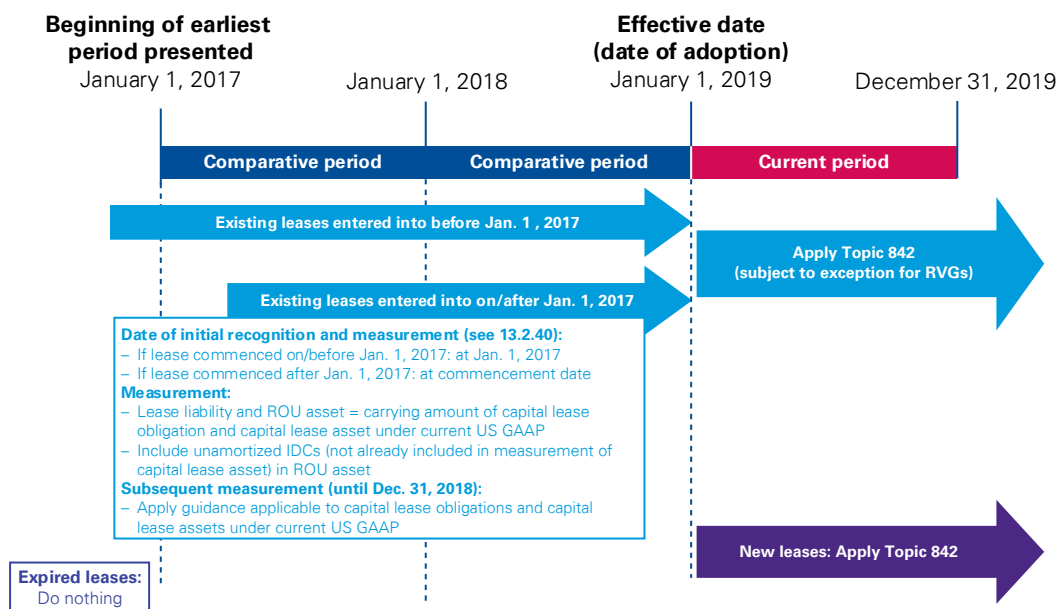 Beginning of earliest
period presented
January 1, 2017
January 1, 2018
Effective date
(date of adoption)
January 1, 2019
December 31, 2019
Comparative period
Comparative period
Current period
Existing leases entered into before Jan. 1 , 2017
Apply Topic 842
(subject to exception for RVGs)
Existing leases entered into on/after Jan. 1, 2017
Date of initial recognition and measurement (see 13.2.40):
– If lease commenced on/before Jan. 1, 2017: at Jan. 1, 2017
– If lease commenced after Jan. 1, 2017: at commencement date
Measurement:
– Lease liability and ROU asset = carrying amount of capital lease
obligation and capital lease asset under current US GAAP
– Include unamortized IDCs (not already included in measurement of
capital lease asset) in ROU asset
Subsequent measurement (until Dec. 31, 2018):
– Apply guidance applicable to capital lease obligations and capital
lease assets under current US GAAP
New leases: Apply Topic 842
Expired leases:
Do nothing